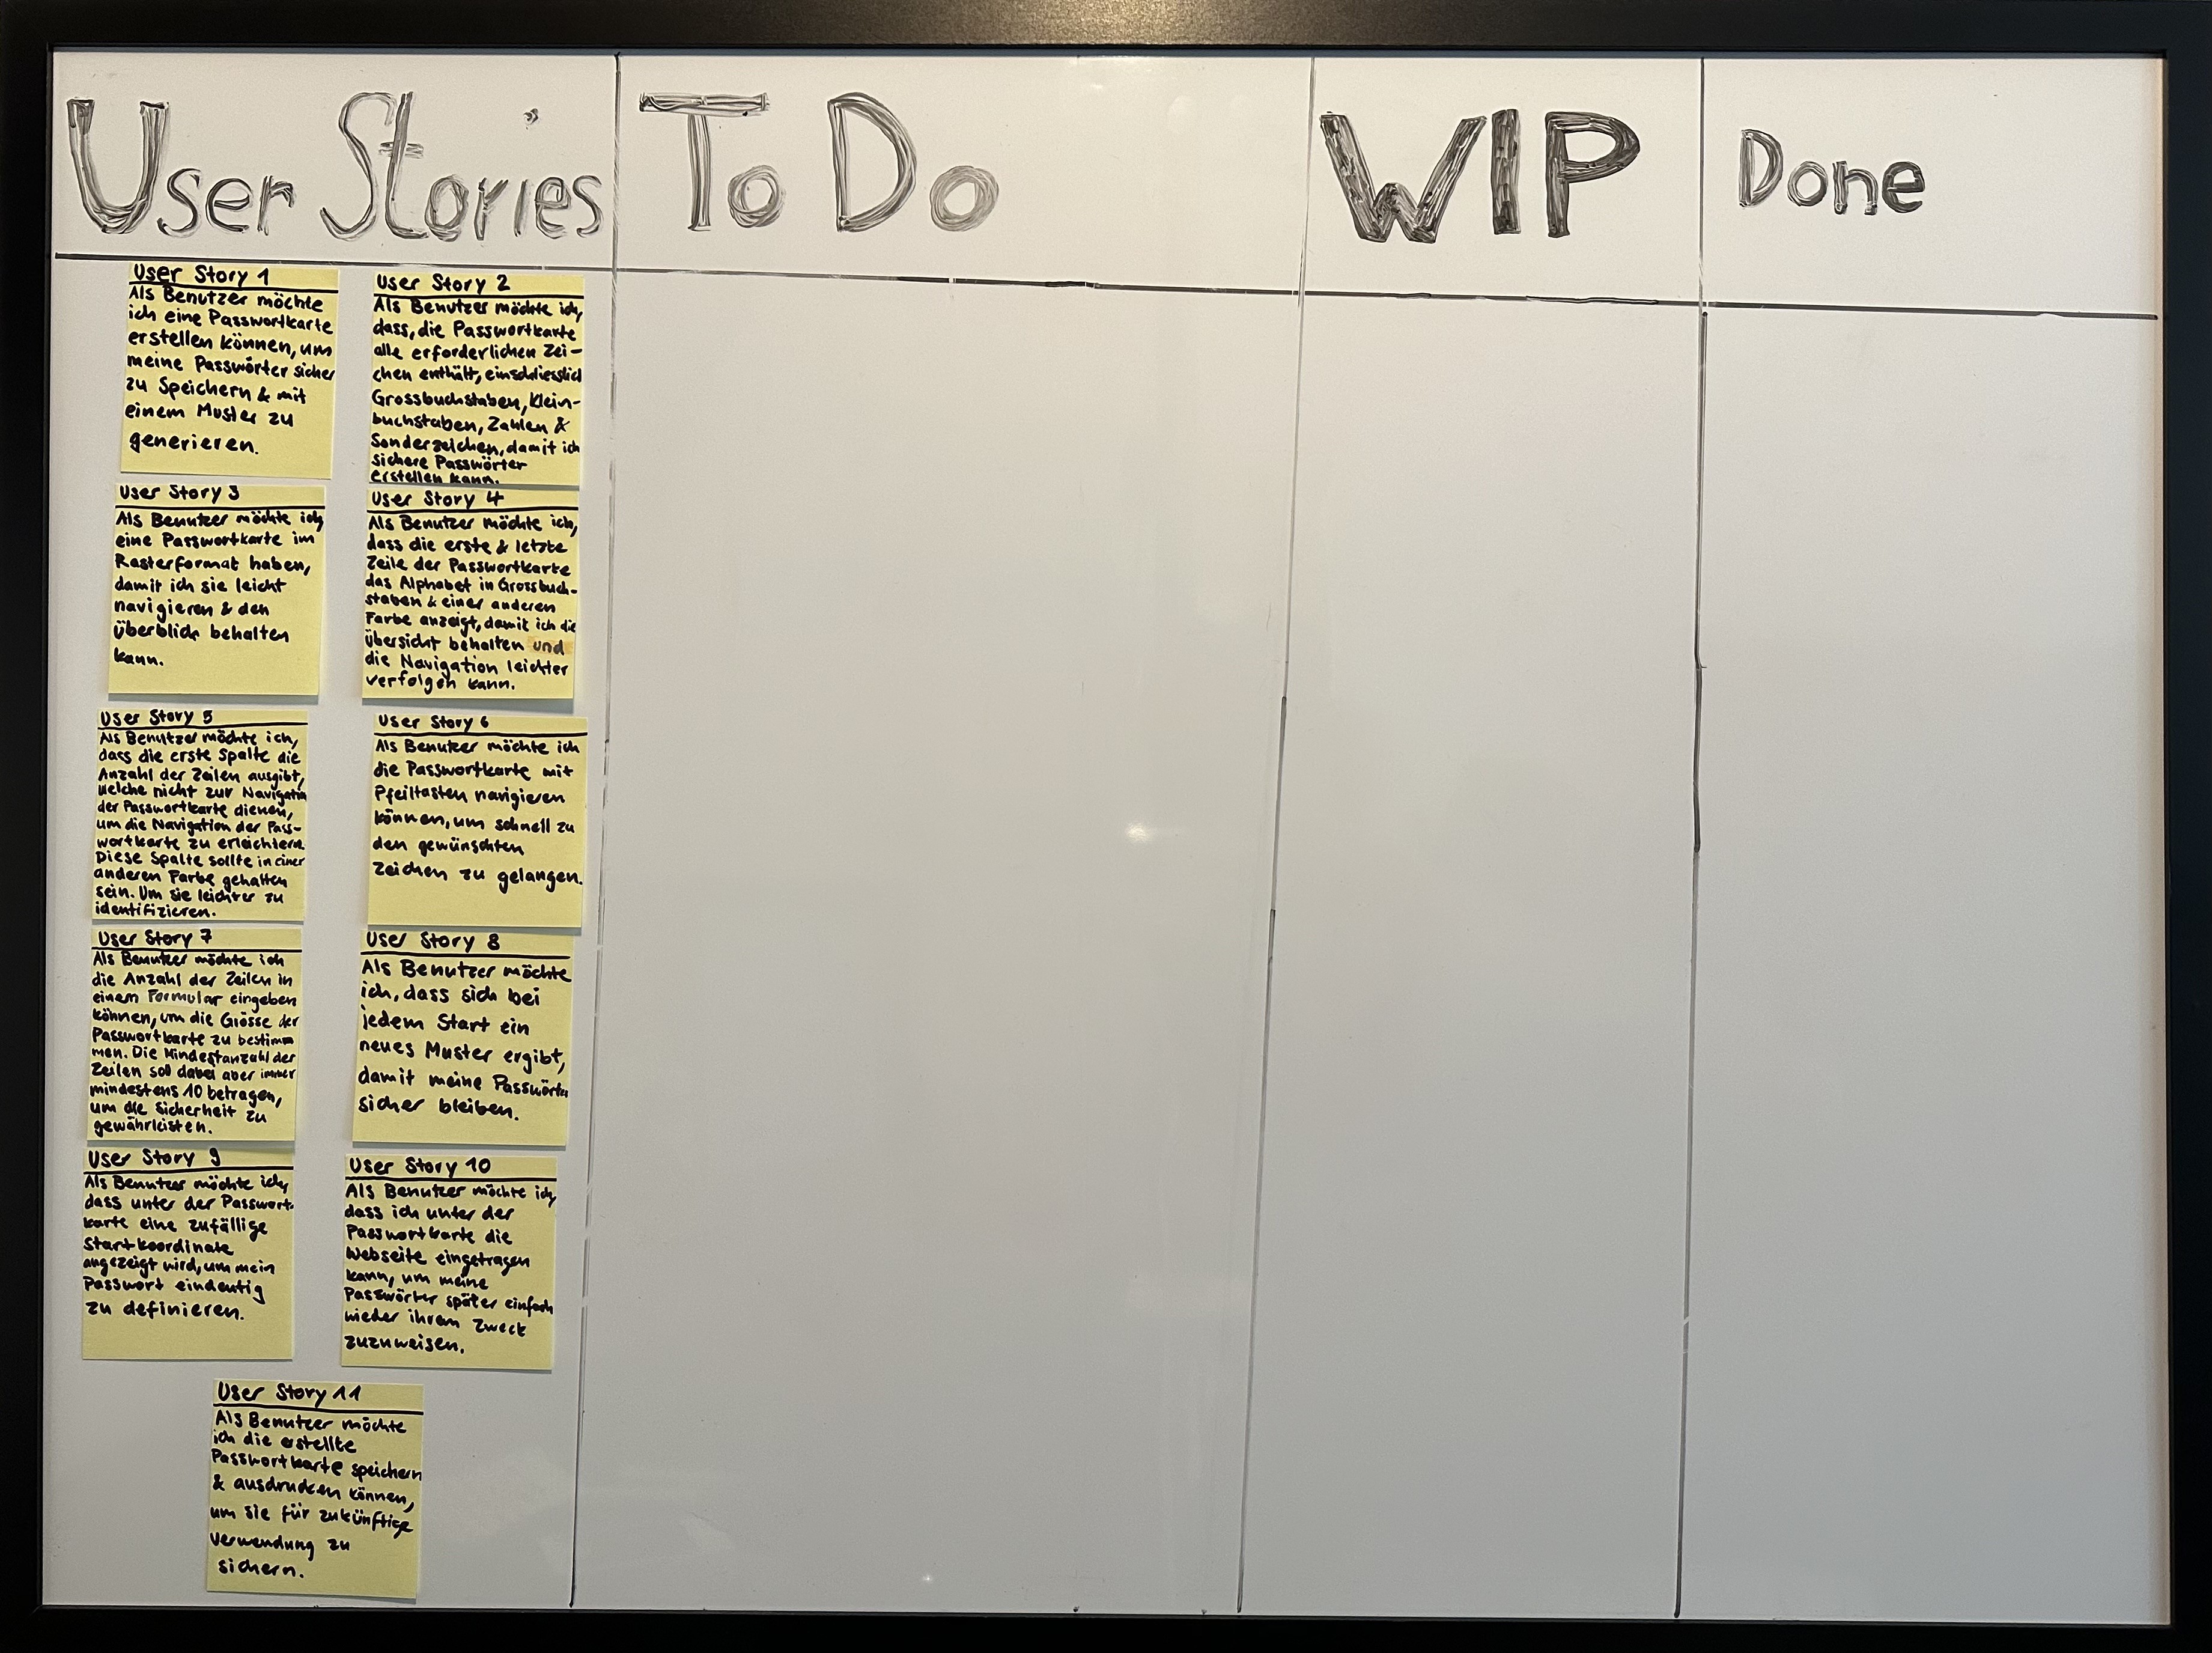 User Stories
To Do
WIP
Done
User Story 1
Als Benutzer möchte
ich eine Passwortkarte
erstellen können, um
meine Passwörter sicher
zu Speichern & mit
einem Muster zu
generieren.
User Story 2
Als Benutzer möchte ich,
dass, die Passwortkarte
alle erforderlichen Zei-
chen enthält, einschliesslich
Grossbuchstaben, Klein-
buchstaben, Zahlen &
Sonderzeichen, damit ich
sichere Passwörter
erstellen kann.
User Story 3
Als Benutzer möchte ich
eine Passwortkarte im
Rasterformat haben,
damit ich sie leicht
navigieren & den
Überblick behalten
kann.
User Story 4
Als Benutzer möchte ich,
dass die erste & letzte
Zeile der Passwortkarte
das Alphabet in Grossbuch-
staben & einer anderen
Farbe anzeigt, damit ich die
Übersicht behalten und
die Navigation leichter
verfolgen kann.
User Story 5
Als Benutzer möchte ich,
dass die erste Spalte die
Anzahl der Zeilen ausgibt,
welche nicht zur Navigation
der Passwortkarte dienen,
um die Navigation der Pass-
wortkarte zu erleichtern.
Diese Spalte sollte in einer
anderen Farbe gehalten
sein. Um sie leichter zu
identifizieren.
User Story 6
Als Benutzer möchte ich
die Passwortkarte mit
Pfeiltasten navigieren
können, um schnell zu
den gewünschten
Zeichen zu gelangen.
User Story 7
Als Benutzer möchte ich
die Anzahl der Zeilen in
einem Formular eingeben
können, um die Grösse der
Passwortkarte zu bestimm
men. Die Mindestanzahl der
Zeilen soll dabei aber immer
mindestens 10 betragen,
um die Sicherheit zu
gewährleisten.
User Story 8
Als Benutzer möchte
ich, dass sich bei
jedem Start ein
neues Muster ergibt,
damit meine Passwörter
sicher bleiben.
User Story 9
Als Benutzer möchte ich,
dass unter der Passwort-
karte eine zufällige
Startkoordinate
angezeigt wird, um mein
Passwort eindeutig
zu definieren.
User Story 10
Als Benutzer möchte ich,
dass ich unter der
Passwortkarte die
Webseite eingetragen
kann, um meine
Passwörter später einfach
wieder ihrem Zweck
zuzuweisen.
User Story 11
Als Benutzer möchte
ich die erstellte
Passwortkarte speichern
& ausdrucken können,
um sie für zukünftige
Verwendung zu
sichern.